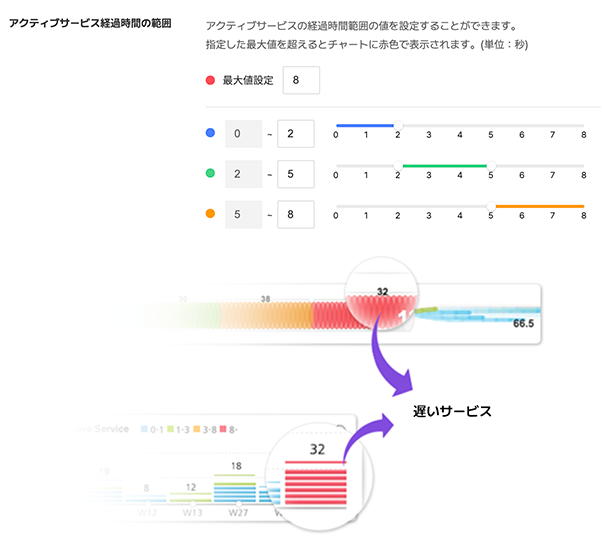 アクティブサービス経過時間の範囲
アクティブサービスの経過時間範囲の値を設定することができます。
指定した最大値を超えるとチャートに赤色で表示されます。(単位：秒)
最大値設定 8
0 ~ 2 0 1 2 3 4 5 6 7 8
2 ~ 5 0 1 2 3 4 5 6 7 8
5 ~ 8 0 1 2 3 4 5 6 7 8
38 32
66.5
遅いサービス
Service 0-1 1-3 3-8 8-
32
18
12
8
W12 W13 W27